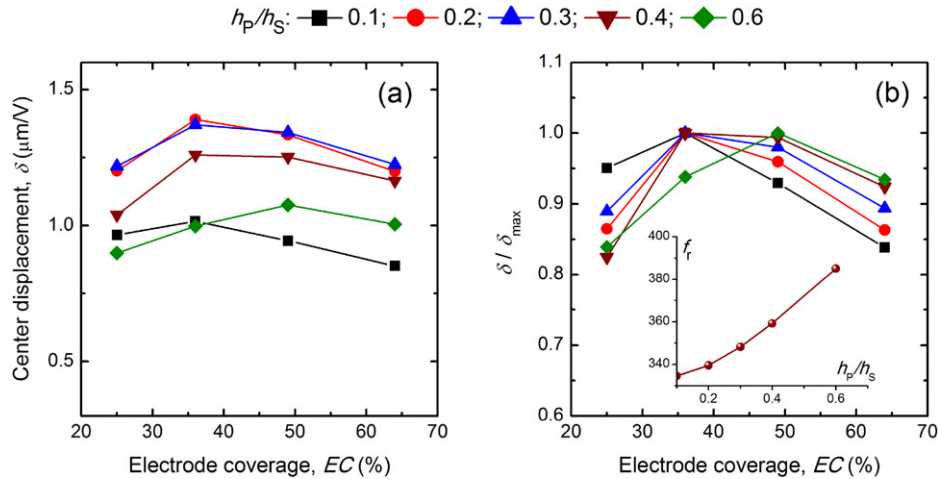 hP/hS: 0.1; 0.2; 0.3; 0.4; 0.6
(a)
1.5
1.0
0.5
20 30 40 50 60 70
Center displacement, δ (µm/V)
Electrode coverage, EC (%)
(b)
1.1
1.0
0.9
0.8
0.7
0.6
20 30 40 50 60 70
δ / δmax
Electrode coverage, EC (%)
400
380
360
340
fr
hP/hS
0.2 0.4 0.6